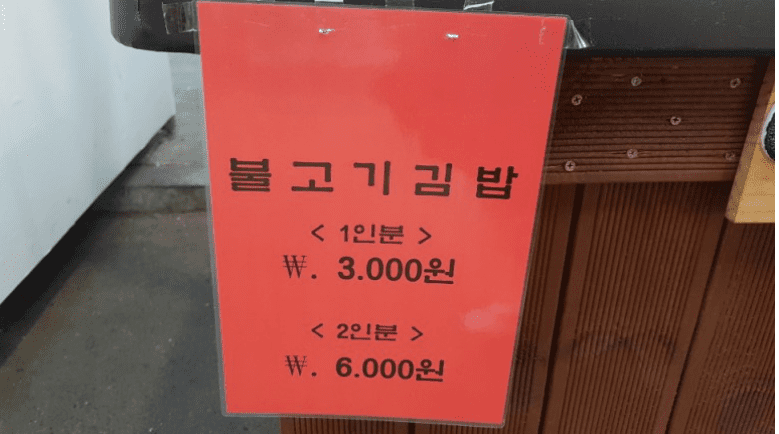 불고기김밥
< 1인분 >
₩. 3.000원
< 2인분 >
₩. 6.000원